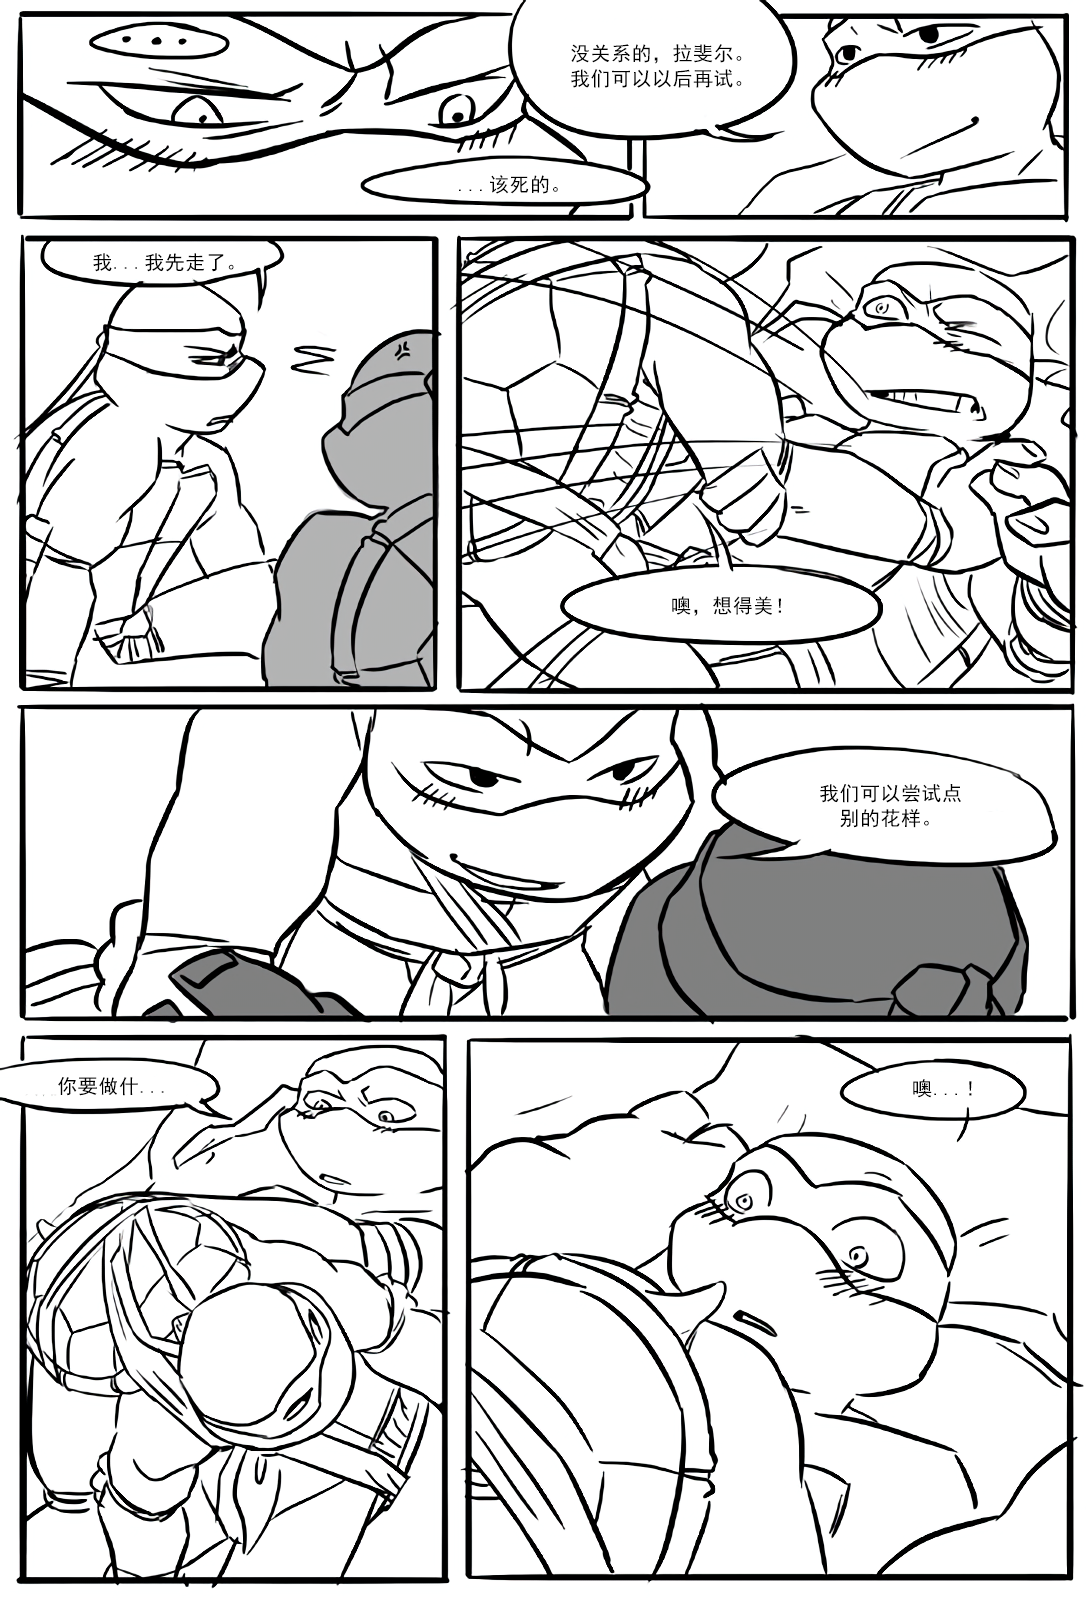 ...
没关系的，拉斐尔。
我们可以以后再试。
...该死的。
我...我先走了。
噢，想得美！
我们可以尝试点
别的花样。
你要做什...
噢...！